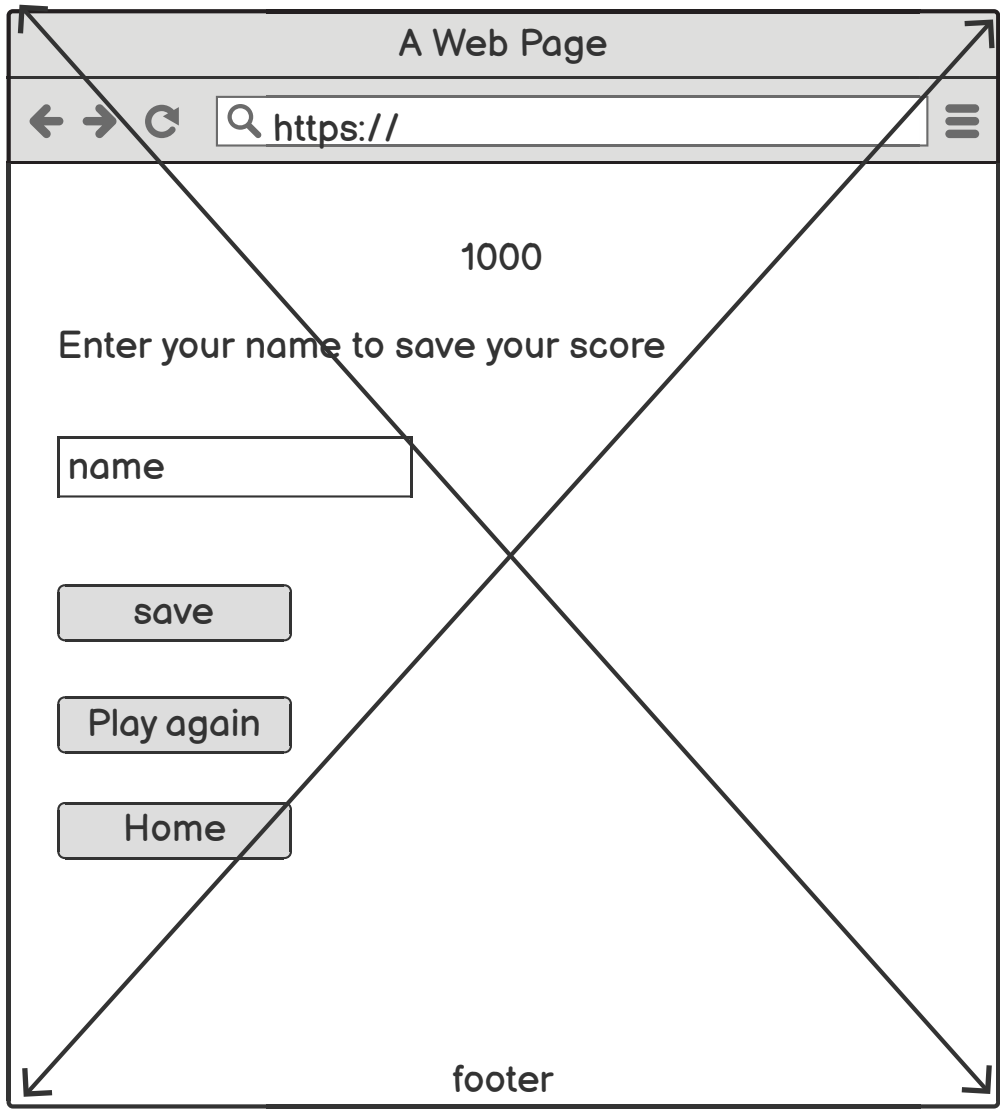 A Web Page
https://
1000
Enter your name to save your score
name
save
Play again
Home
footer